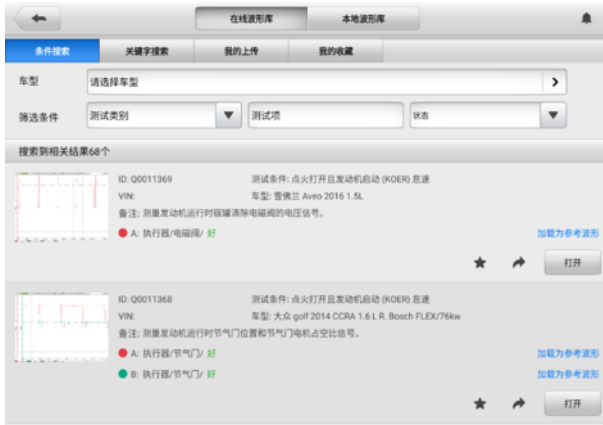 在线波形库 本地波形库
条件搜索 关键字搜索 我的上传 我的收藏
车型 请选择车型
筛选条件 测试类别 测试项 状态
搜索到相关结果68个
ID: Q0011369 测试条件: 点火打开且发动机启动 (KOER) 怠速
VIN: 车型: 雪佛兰 Aveo 2016 1.5L
备注: 测量发动机运行时碳罐清除电磁阀的电压信号。
A: 执行器/电磁阀/ 好 加载为参考波形
打开
ID: Q0011368 测试条件: 点火打开且发动机启动 (KOER) 怠速
VIN: 车型: 大众 golf 2014 CCRA 1.6 L R. Bosch FLEX/76kw
备注: 测量发动机运行时节气门位置和节气门电机占空比信号。
A: 执行器/节气门/ 好 加载为参考波形
B: 执行器/节气门/ 好 加载为参考波形
打开